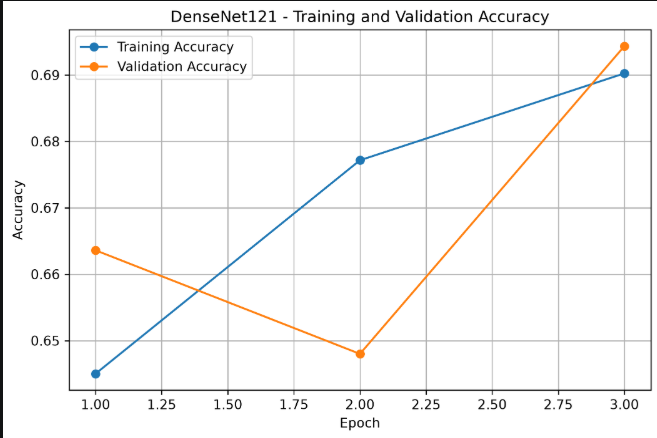 DenseNet121 - Training and Validation Accuracy
Training Accuracy
Validation Accuracy
0.69
0.68
0.67
0.66
0.65
Accuracy
1.00 1.25 1.50 1.75 2.00 2.25 2.50 2.75 3.00
Epoch